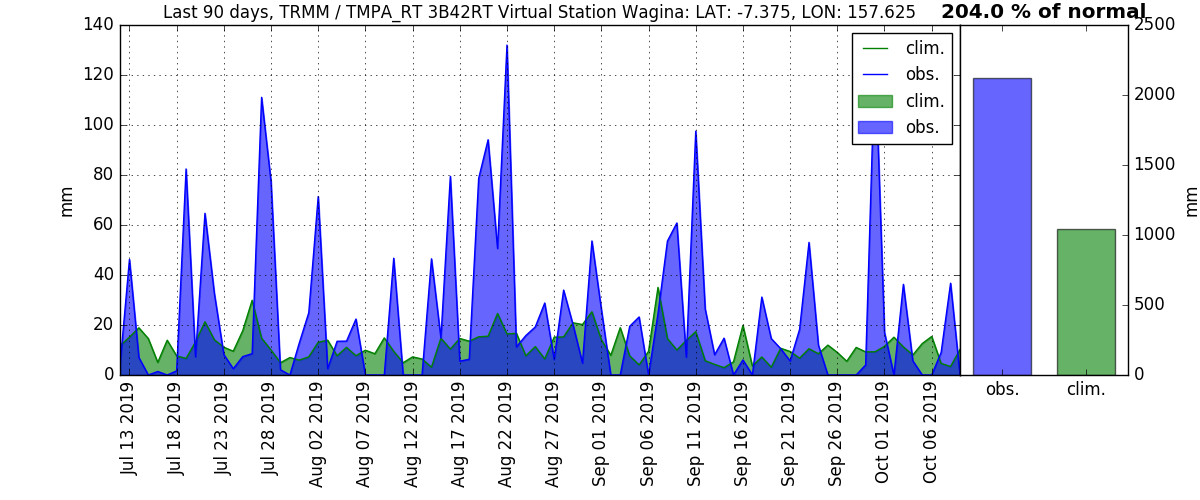 Last 90 days, TRMM / TMPA_RT 3B42RT Virtual Station Wagina: LAT: -7.375, LON: 157.625
204.0 % of normal
mm
140
120
100
80
60
40
20
0
clim.
obs.
clim.
obs.
Jul 13 2019
Jul 18 2019
Jul 23 2019
Jul 28 2019
Aug 02 2019
Aug 07 2019
Aug 12 2019
Aug 17 2019
Aug 22 2019
Aug 27 2019
Sep 01 2019
Sep 06 2019
Sep 11 2019
Sep 16 2019
Sep 21 2019
Sep 26 2019
Oct 01 2019
Oct 06 2019
2500
2000
1500
1000
500
0
mm
obs.
clim.